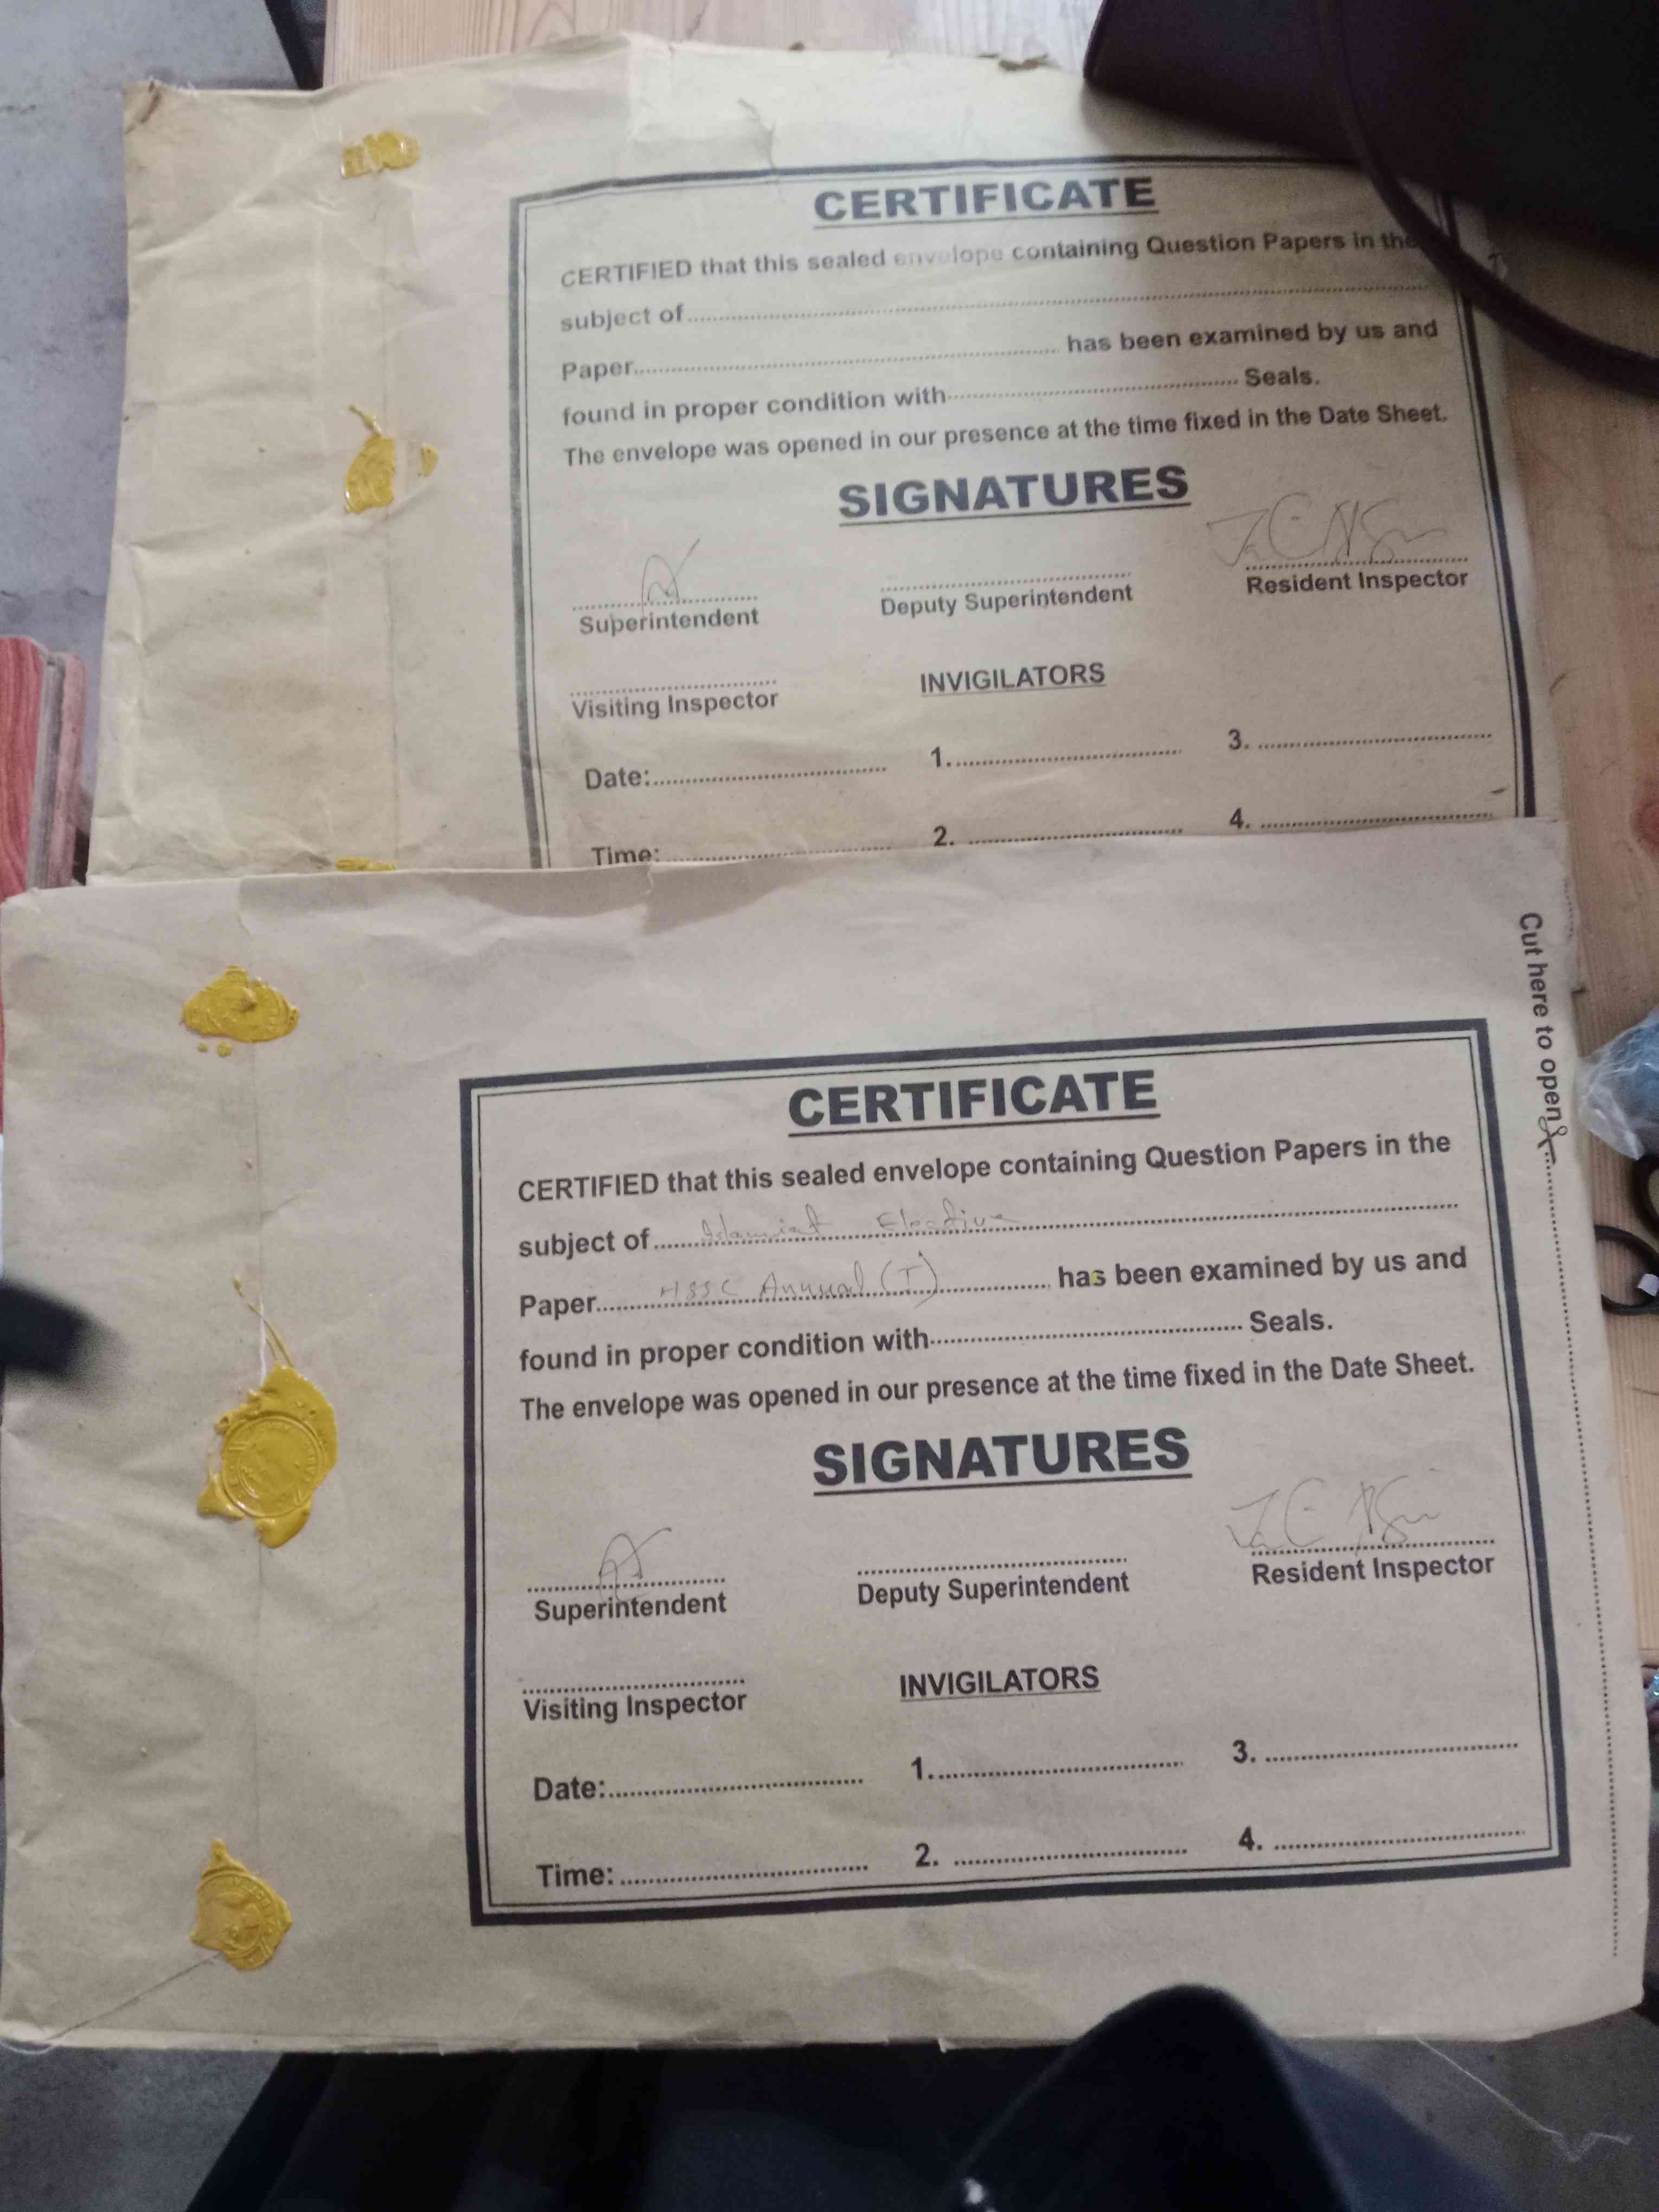 CERTIFICATE
CERTIFIED that this sealed envelope containing Question Papers in the
subject of
Paper has been examined by us and
found in proper condition with Seals.
The envelope was opened in our presence at the time fixed in the Date Sheet.
SIGNATURES
Superintendent Deputy Superintendent Resident Inspector
Visiting Inspector INVIGILATORS
Date: 1. 3.
Time: 2. 4.
Cut here to open
CERTIFICATE
CERTIFIED that this sealed envelope containing Question Papers in the
subject of Islamiat Elective
Paper HSSC Annual (I) has been examined by us and
found in proper condition with Seals.
The envelope was opened in our presence at the time fixed in the Date Sheet.
SIGNATURES
Superintendent Deputy Superintendent Resident Inspector
Visiting Inspector INVIGILATORS
Date: 1. 3.
Time: 2. 4.